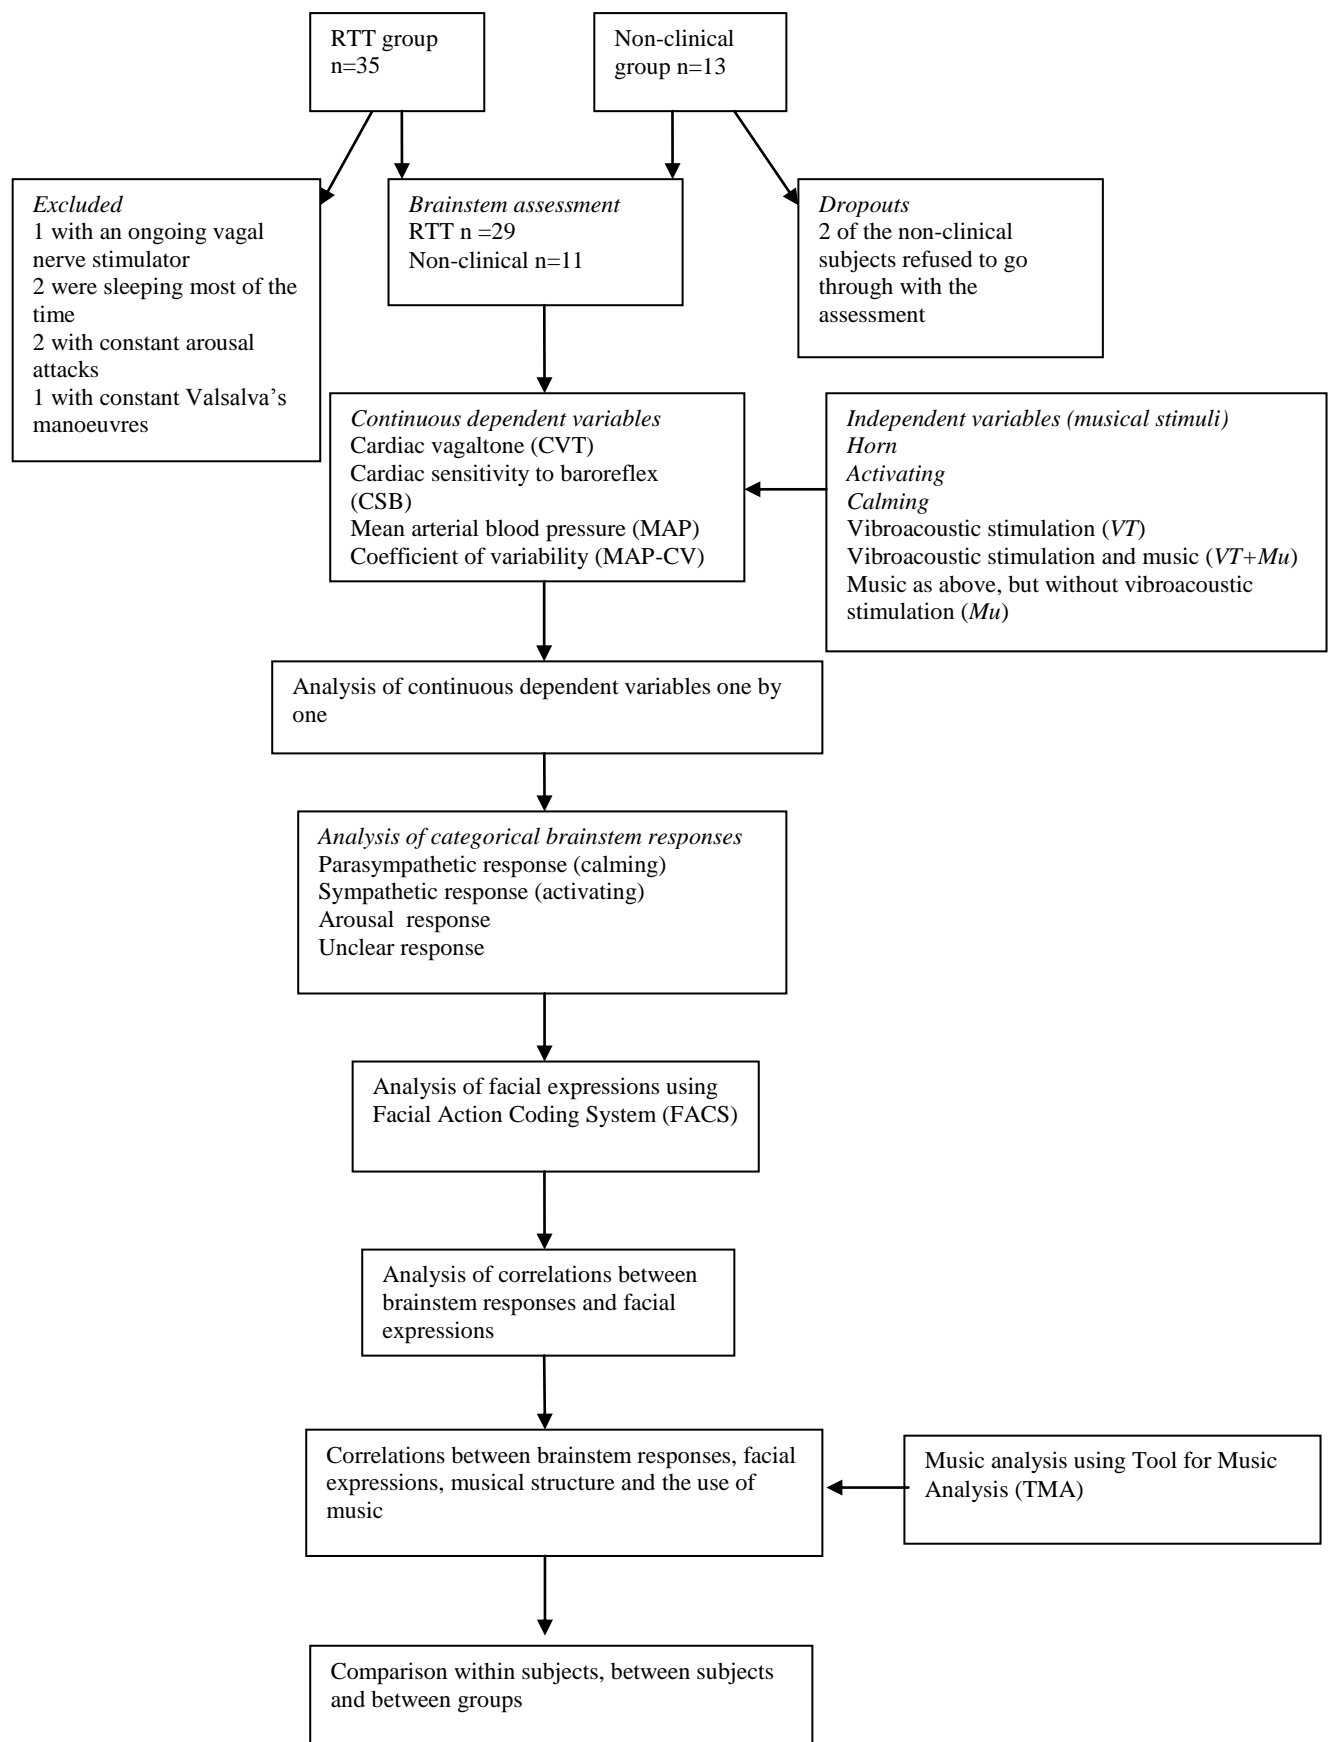 RTT group
n=35
Non-clinical
group n=13
Excluded
1 with an ongoing vagal
nerve stimulator
2 were sleeping most of the
time
2 with constant arousal
attacks
1 with constant Valsalva’s
manoeuvres
Brainstem assessment
RTT n =29
Non-clinical n=11
Dropouts
2 of the non-clinical
subjects refused to go
through with the
assessment
Continuous dependent variables
Cardiac vagaltone (CVT)
Cardiac sensitivity to baroreflex
(CSB)
Mean arterial blood pressure (MAP)
Coefficient of variability (MAP-CV)
Independent variables (musical stimuli)
Horn
Activating
Calming
Vibroacoustic stimulation (VT)
Vibroacoustic stimulation and music (VT+Mu)
Music as above, but without vibroacoustic
stimulation (Mu)
Analysis of continuous dependent variables one by
one
Analysis of categorical brainstem responses
Parasympathetic response (calming)
Sympathetic response (activating)
Arousal  response
Unclear response
Analysis of facial expressions using
Facial Action Coding System (FACS)
Analysis of correlations between
brainstem responses and facial
expressions
Correlations between brainstem responses, facial
expressions, musical structure and the use of
music
Music analysis using Tool for Music
Analysis (TMA)
Comparison within subjects, between subjects
and between groups